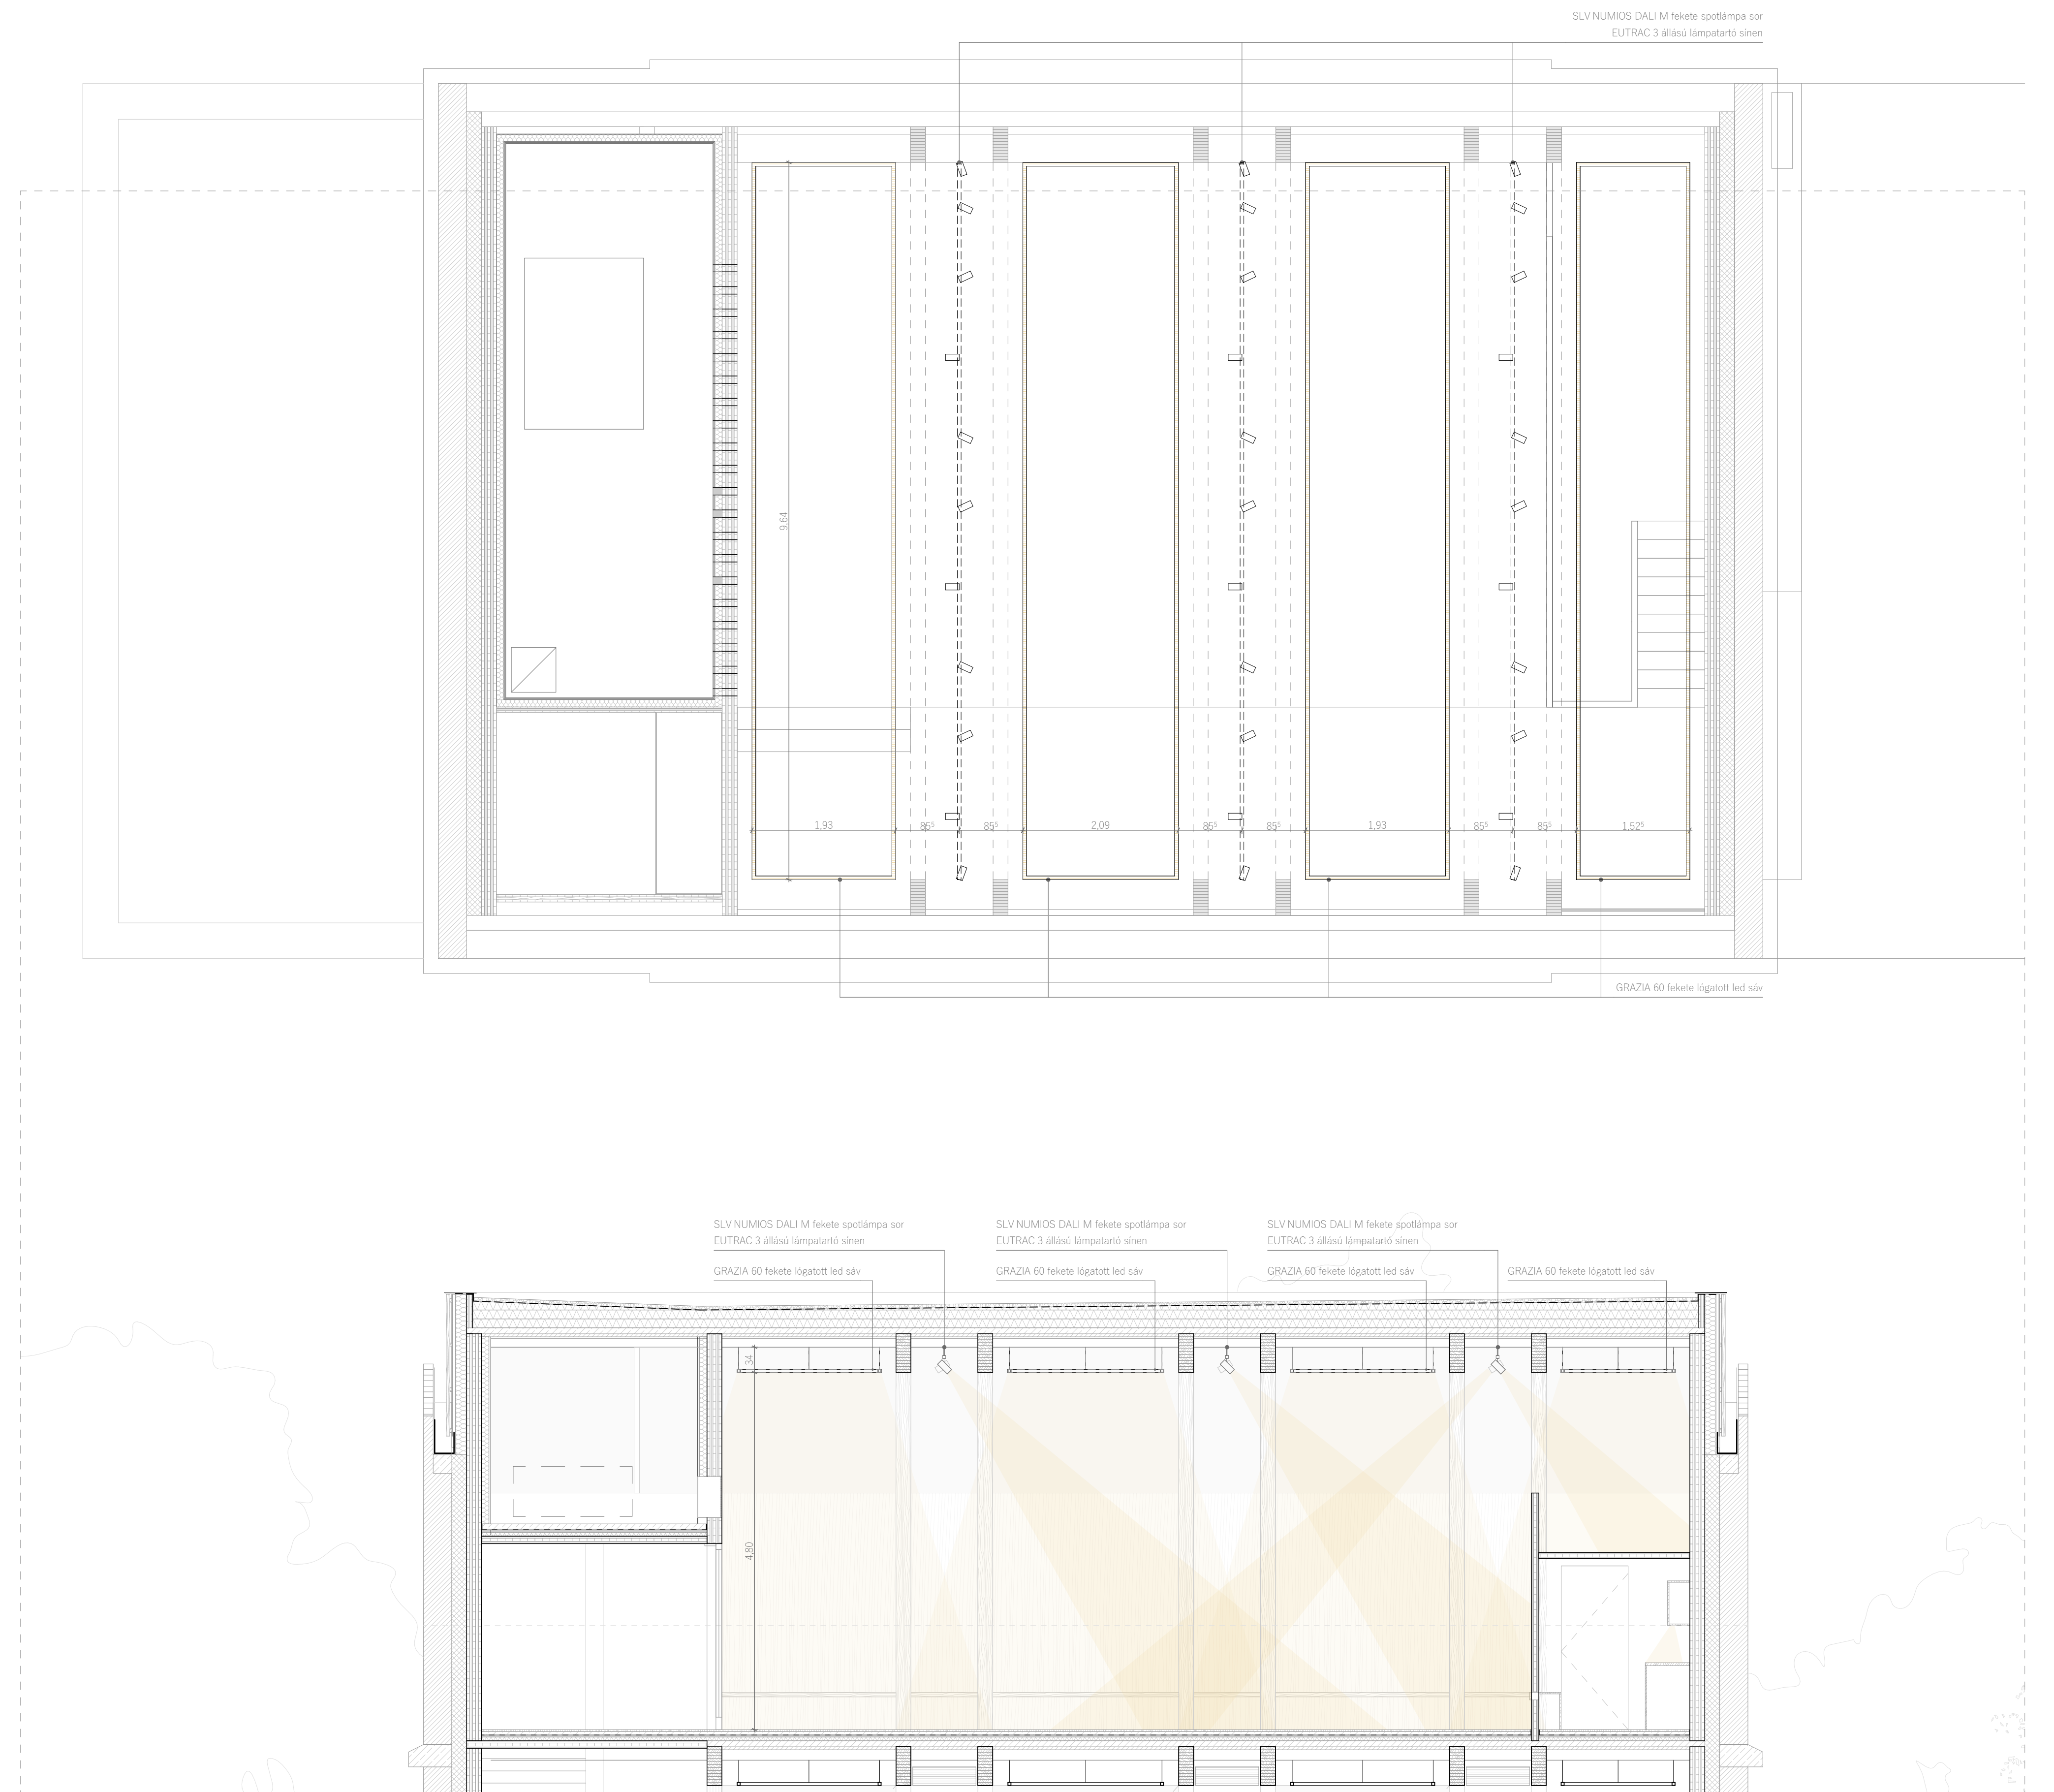 SLV NUMIOS DALI M fekete spotlámpa sor
EUTRAC 3 állású lámpatartó sínen
9,64
1,93
85⁵
85⁵
2,09
85⁵
85⁵
1,93
85⁵
85⁵
1,52⁵
GRAZIA 60 fekete lógatott led sáv
SLV NUMIOS DALI M fekete spotlámpa sor
EUTRAC 3 állású lámpatartó sínen
GRAZIA 60 fekete lógatott led sáv
SLV NUMIOS DALI M fekete spotlámpa sor
EUTRAC 3 állású lámpatartó sínen
GRAZIA 60 fekete lógatott led sáv
SLV NUMIOS DALI M fekete spotlámpa sor
EUTRAC 3 állású lámpatartó sínen
GRAZIA 60 fekete lógatott led sáv
GRAZIA 60 fekete lógatott led sáv
34
4,80